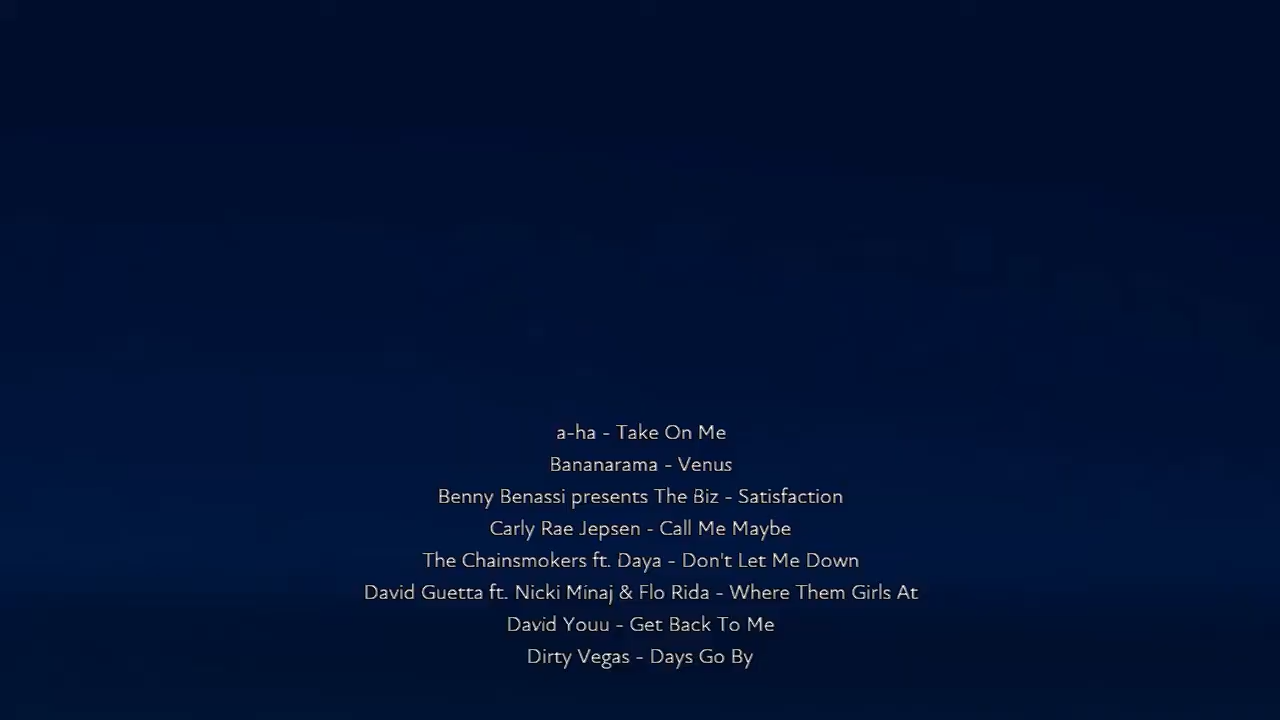 a-ha - Take On Me
Bananarama - Venus
Benny Benassi presents The Biz - Satisfaction
Carly Rae Jepsen - Call Me Maybe
The Chainsmokers ft. Daya - Don't Let Me Down
David Guetta ft. Nicki Minaj & Flo Rida - Where Them Girls At
David Youu - Get Back To Me
Dirty Vegas - Days Go By